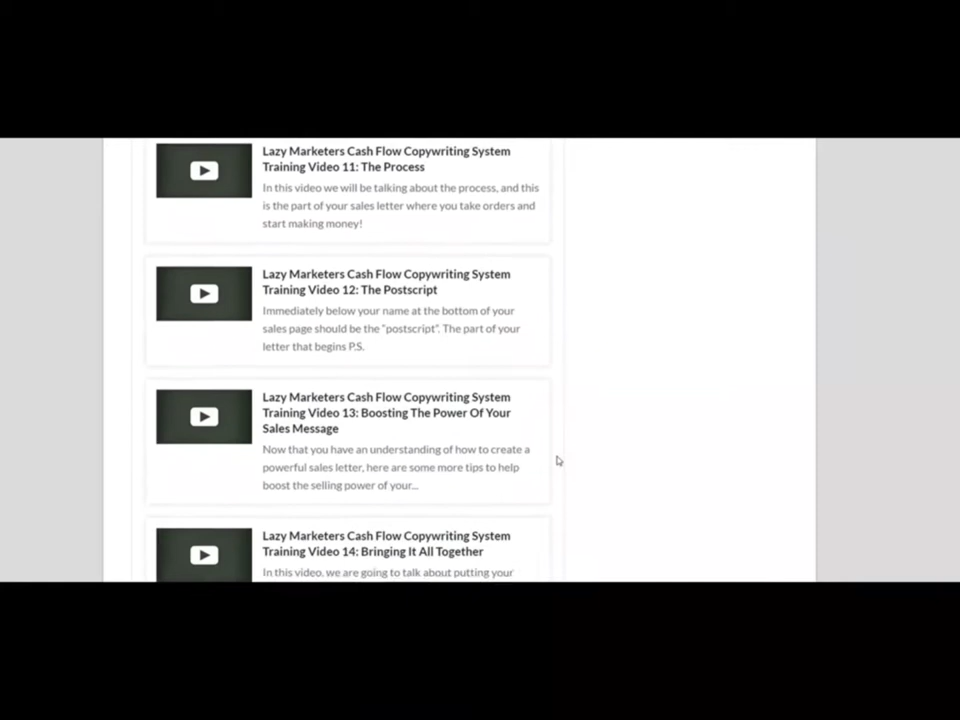 Lazy Marketers Cash Flow Copywriting System
Training Video 11: The Process
In this video we will be talking about the process, and this
is the part of your sales letter where you take orders and
start making money!
Lazy Marketers Cash Flow Copywriting System
Training Video 12: The Postscript
Immediately below your name at the bottom of your
sales page should be the "postscript". The part of your
letter that begins P.S.
Lazy Marketers Cash Flow Copywriting System
Training Video 13: Boosting The Power Of Your
Sales Message
Now that you have an understanding of how to create a
powerful sales letter, here are some more tips to help
boost the selling power of your...
Lazy Marketers Cash Flow Copywriting System
Training Video 14: Bringing It All Together
In this video, we are going to talk about putting your